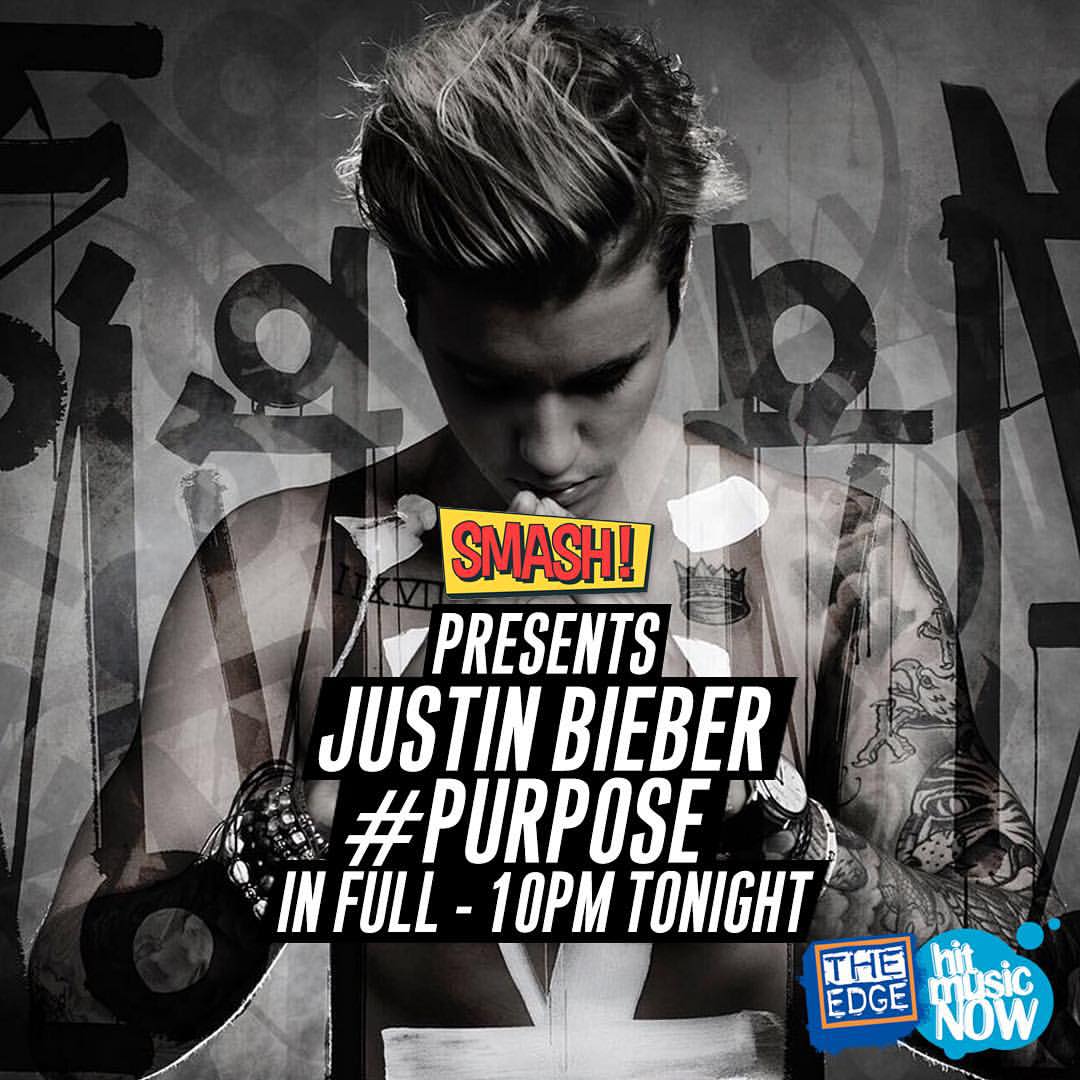 SMASH!
PRESENTS
JUSTIN BIEBER
#PURPOSE
IN FULL - 10PM TONIGHT
THE
EDGE
hit
music
NOW